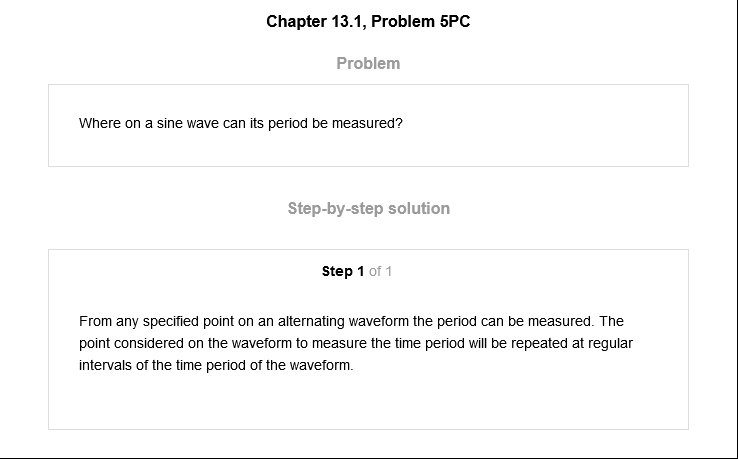 Chapter 13.1, Problem 5PC
Problem
Where on a sine wave can its period be measured?
Step-by-step solution
Step 1 of 1
From any specified point on an alternating waveform the period can be measured. The
point considered on the waveform to measure the time period will be repeated at regular
intervals of the time period of the waveform.